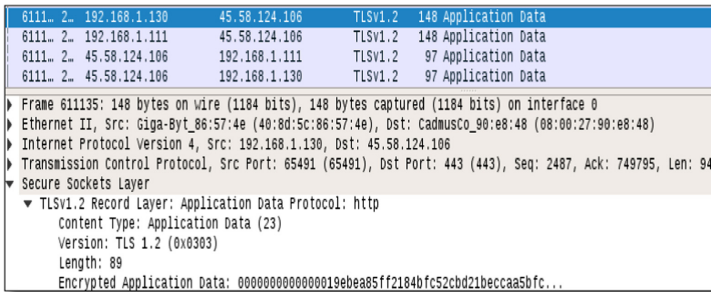 6111… 2… 192.168.1.130 45.58.124.106 TLSv1.2 148 Application Data
6111… 2… 192.168.1.111 45.58.124.106 TLSv1.2 148 Application Data
6111… 2… 45.58.124.106 192.168.1.111 TLSv1.2 97 Application Data
6111… 2… 45.58.124.106 192.168.1.130 TLSv1.2 97 Application Data
Frame 611135: 148 bytes on wire (1184 bits), 148 bytes captured (1184 bits) on interface 0
Ethernet II, Src: Giga-Byt_86:57:4e (40:8d:5c:86:57:4e), Dst: CadmusCo_90:e8:48 (08:00:27:90:e8:48)
Internet Protocol Version 4, Src: 192.168.1.130, Dst: 45.58.124.106
Transmission Control Protocol, Src Port: 65491 (65491), Dst Port: 443 (443), Seq: 2487, Ack: 749795, Len: 94
Secure Sockets Layer
TLSv1.2 Record Layer: Application Data Protocol: http
Content Type: Application Data (23)
Version: TLS 1.2 (0x0303)
Length: 89
Encrypted Application Data: 0000000000000019ebea85ff2184bfc52cbd21beccaa5bfc...